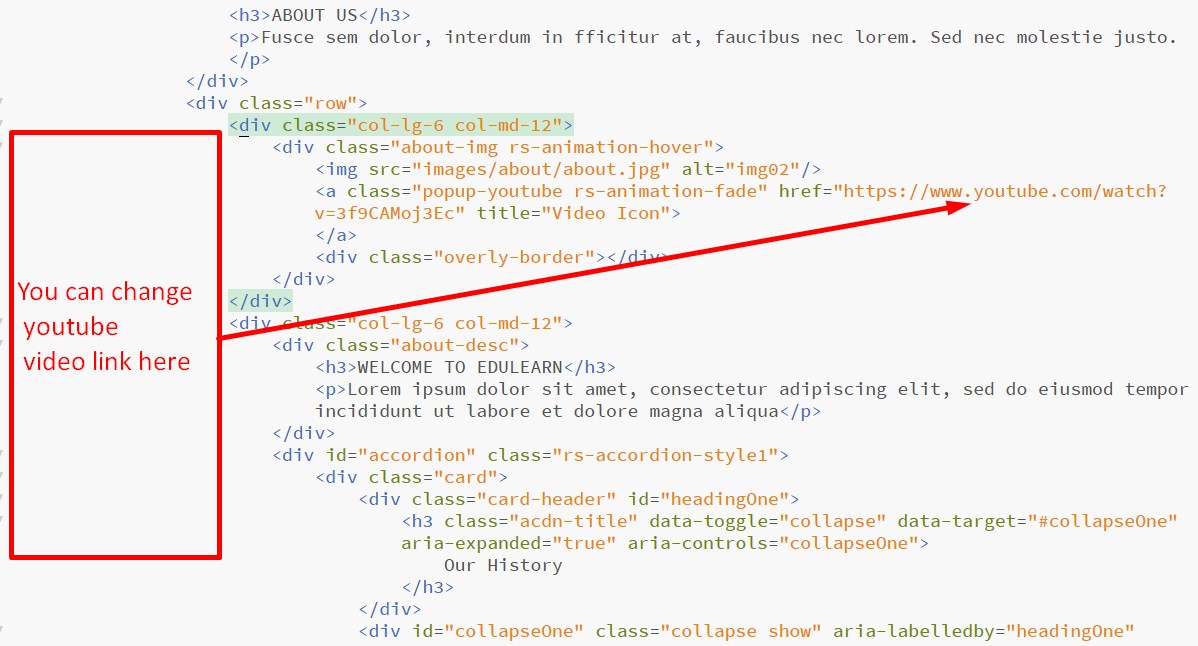 <h3>ABOUT US</h3>
<p>Fusce sem dolor, interdum in fficitur at, faucibus nec lorem. Sed nec molestie justo.
</p>
</div>
<div class="row">
<div class="col-lg-6 col-md-12">
<div class="about-img rs-animation-hover">
<img src="images/about/about.jpg" alt="img02"/>
<a class="popup-youtube rs-animation-fade" href="https://www.youtube.com/watch?
v=3f9CAMoj3Ec" title="Video Icon">
</a>
<div class="overly-border"></div>
</div>
</div>
<div class="col-lg-6 col-md-12">
<div class="about-desc">
<h3>WELCOME TO EDULEARN</h3>
<p>Lorem ipsum dolor sit amet, consectetur adipiscing elit, sed do eiusmod tempor
incididunt ut labore et dolore magna aliqua</p>
</div>
<div id="accordion" class="rs-accordion-style1">
<div class="card">
<div class="card-header" id="headingOne">
<h3 class="acdn-title" data-toggle="collapse" data-target="#collapseOne"
aria-expanded="true" aria-controls="collapseOne">
Our History
</h3>
</div>
<div id="collapseOne" class="collapse show" aria-labelledby="headingOne"
You can change
youtube
video link here